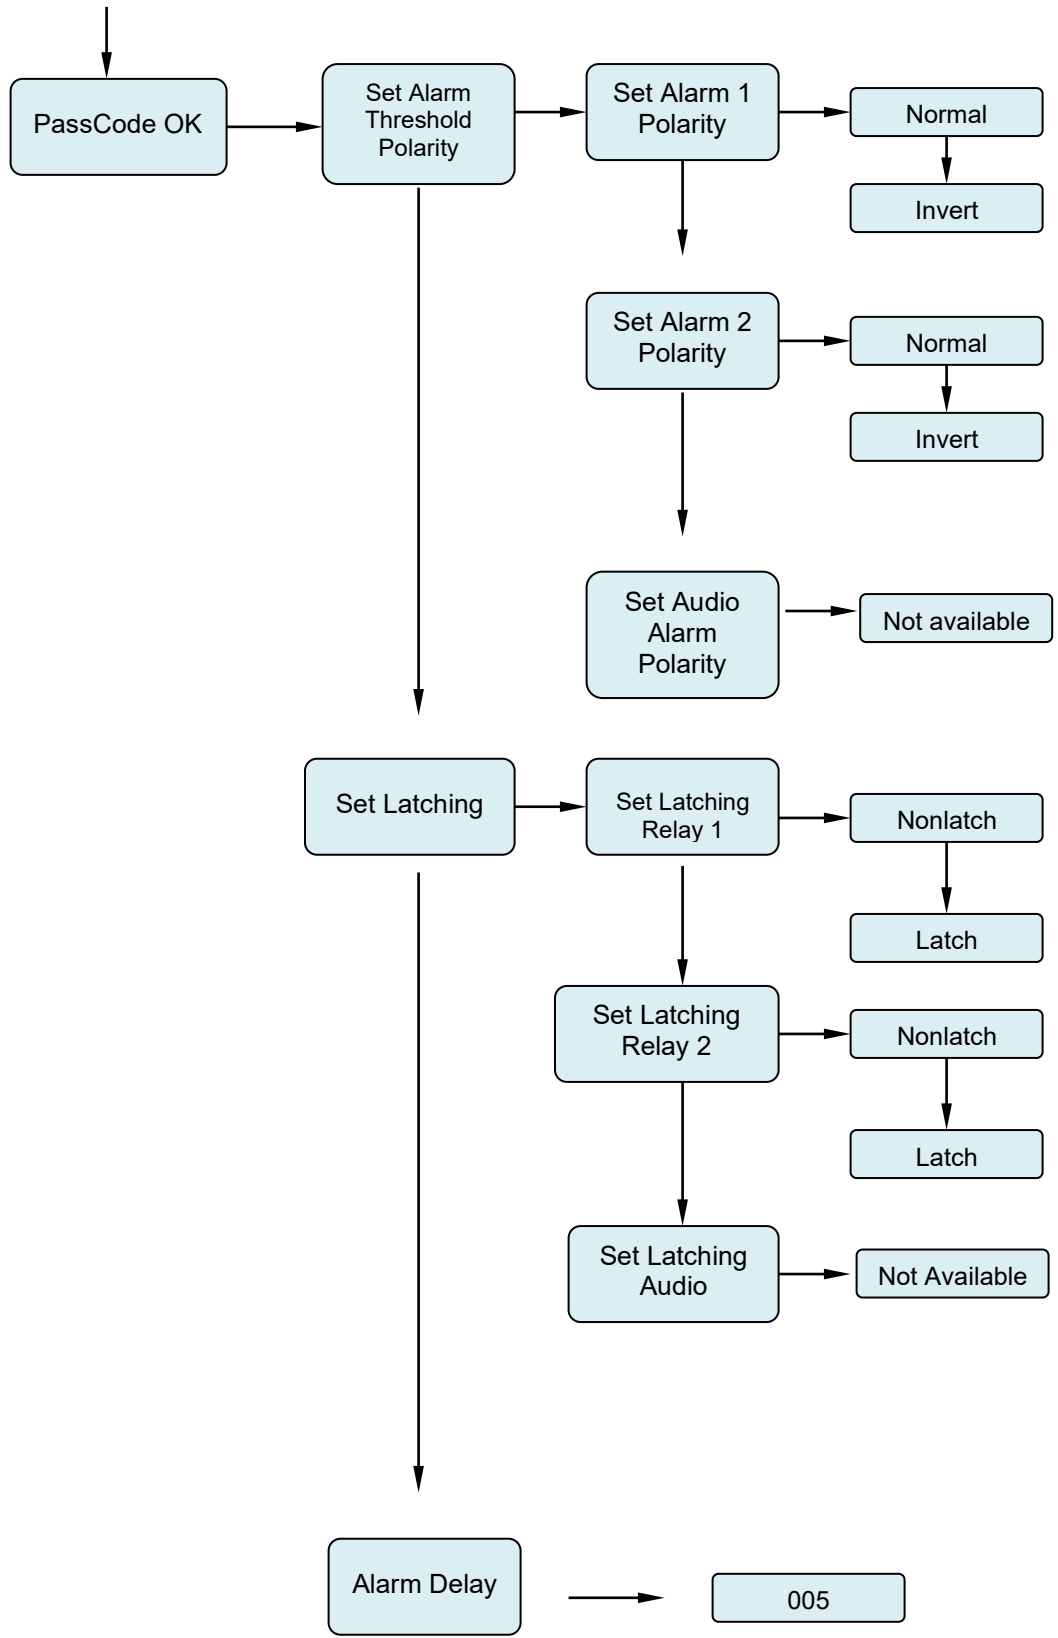 PassCode OK
Set Alarm
Threshold
Polarity
Set Alarm 1
Polarity
Normal
Invert
Set Alarm 2
Polarity
Normal
Invert
Set Audio
Alarm
Polarity
Not available
Set Latching
Set Latching
Relay 1
Nonlatch
Latch
Set Latching
Relay 2
Nonlatch
Latch
Set Latching
Audio
Not Available
Alarm Delay
005